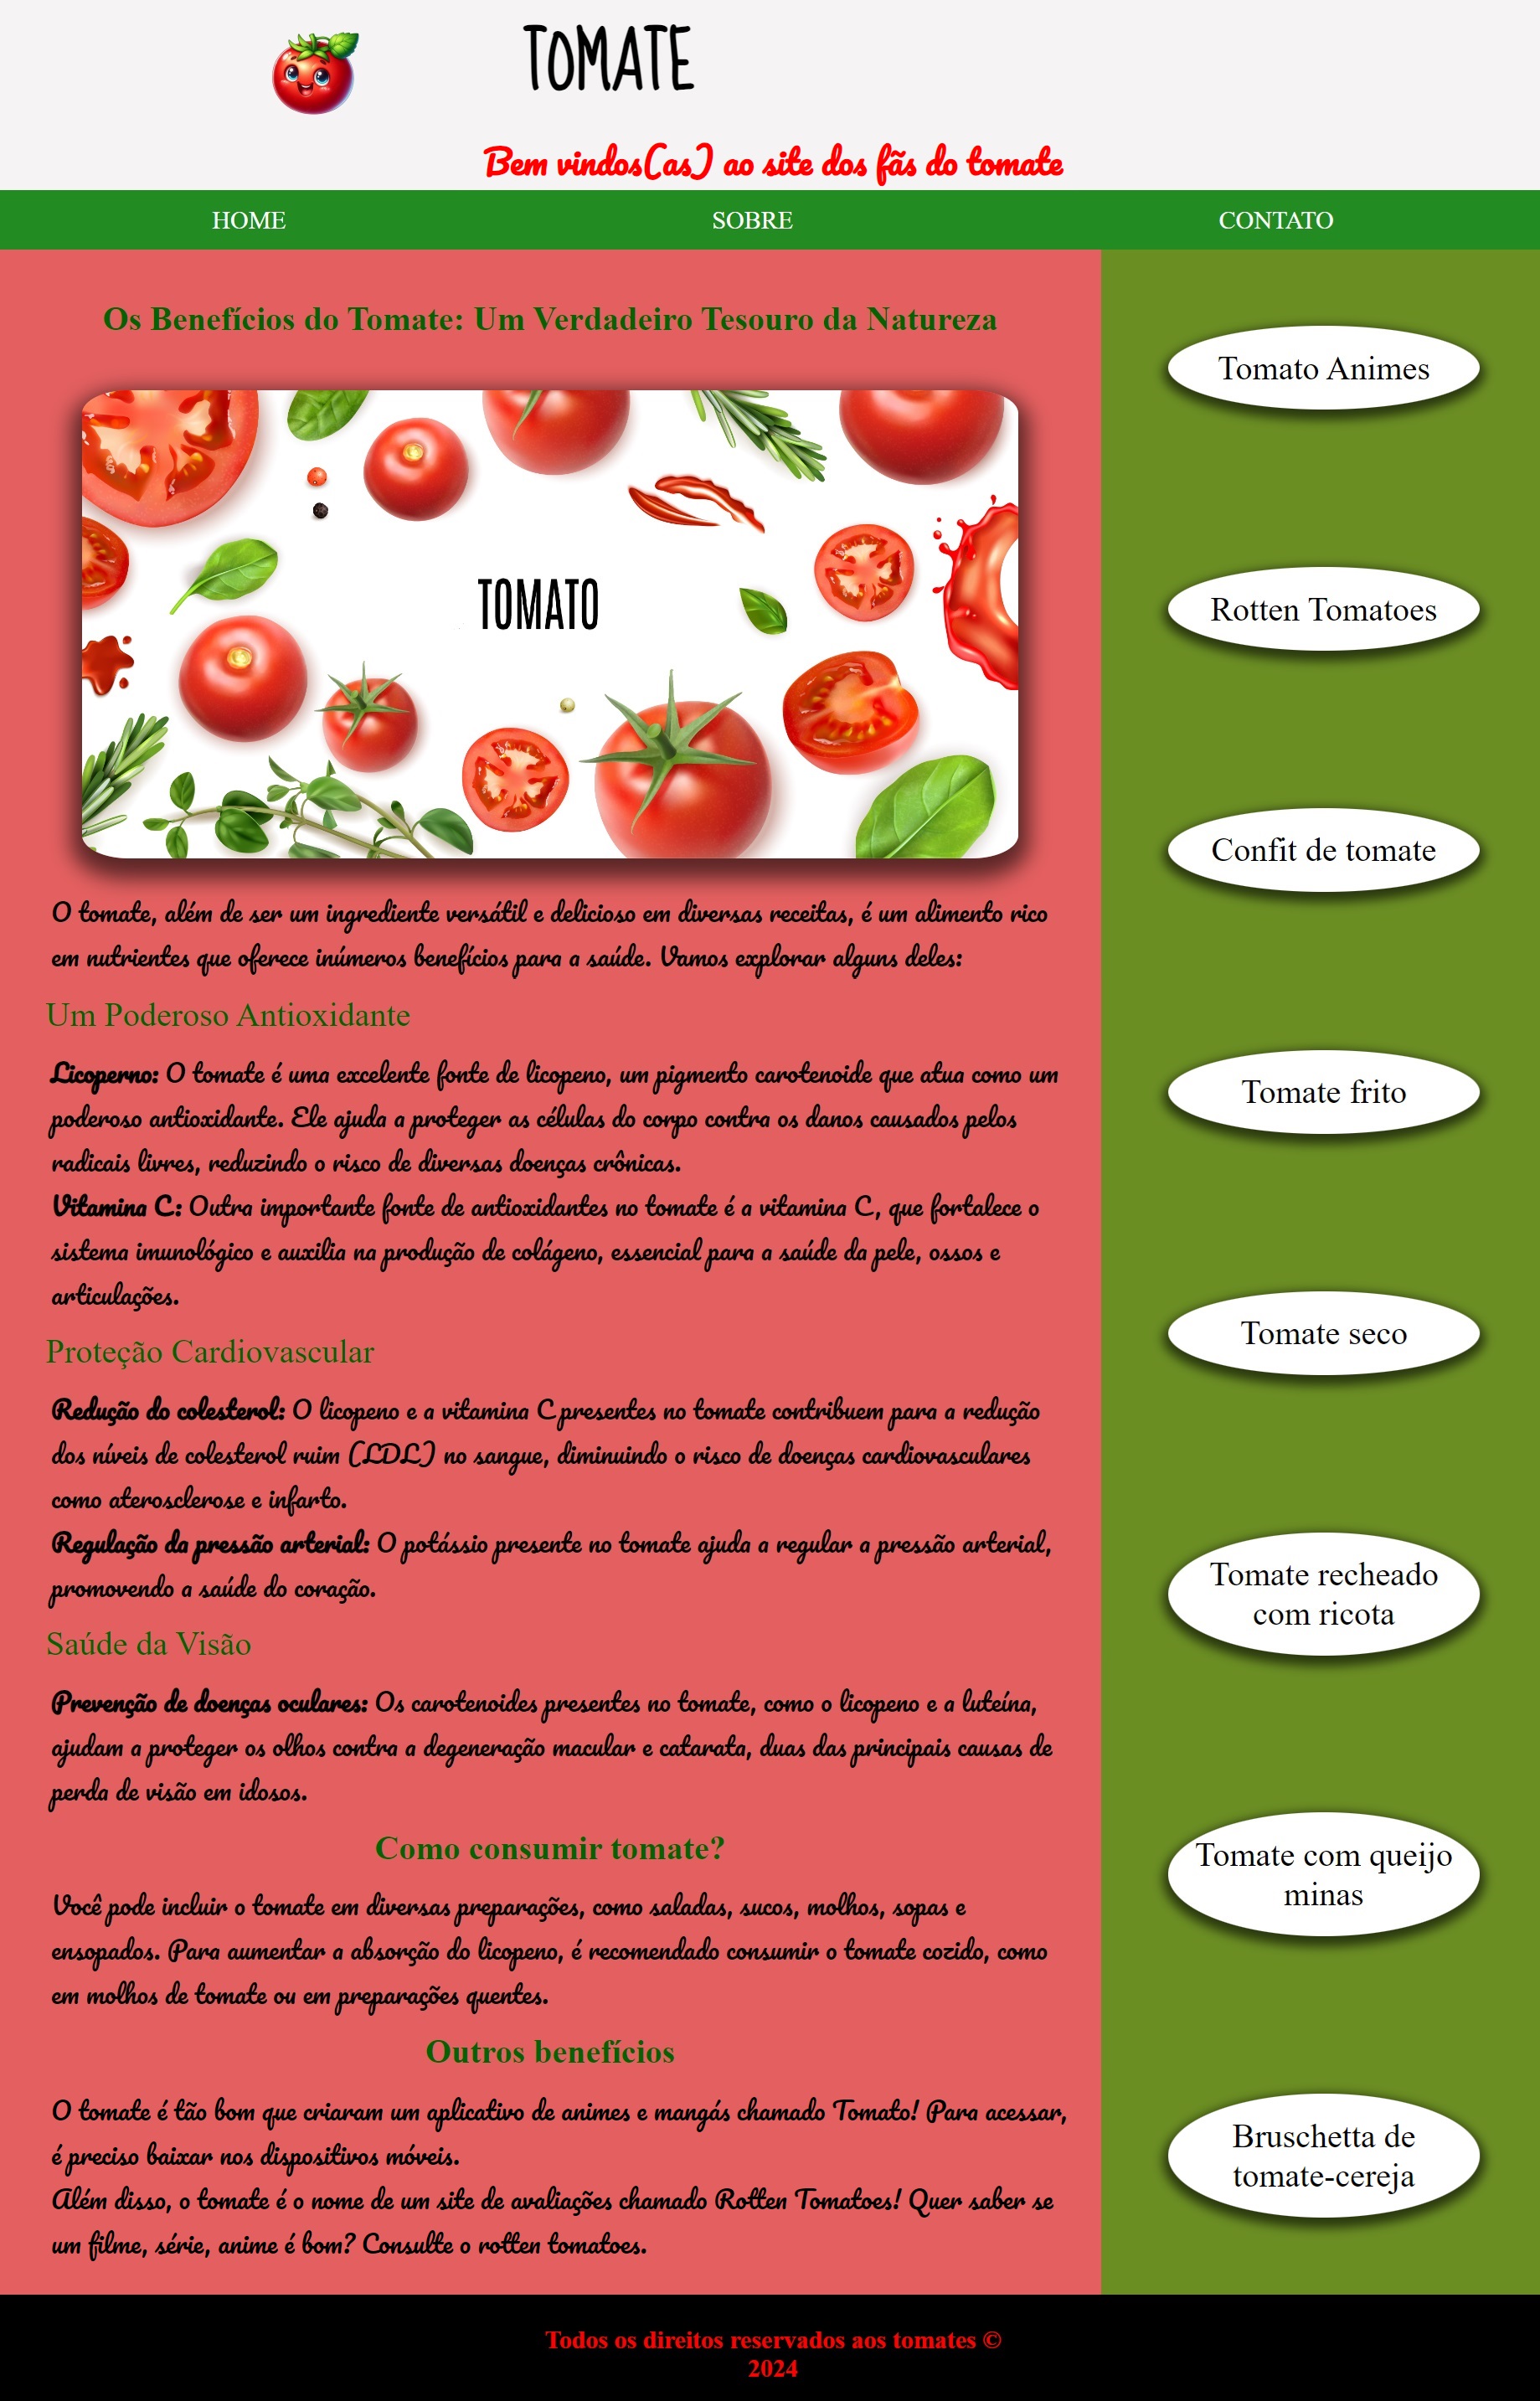 TOMATE
Bem vindos(as) ao site dos fãs do tomate
HOME
SOBRE
CONTATO
Os Benefícios do Tomate: Um Verdadeiro Tesouro da Natureza
TOMATO
O tomate, além de ser um ingrediente versátil e delicioso em diversas receitas, é um alimento rico
em nutrientes que oferece inúmeros benefícios para a saúde. Vamos explorar alguns deles:
Um Poderoso Antioxidante
Licoperno: O tomate é uma excelente fonte de licopeno, um pigmento carotenoide que atua como um
poderoso antioxidante. Ele ajuda a proteger as células do corpo contra os danos causados pelos
radicais livres, reduzindo o risco de diversas doenças crônicas.
Vitamina C: Outra importante fonte de antioxidantes no tomate é a vitamina C, que fortalece o
sistema imunológico e auxilia na produção de colágeno, essencial para a saúde da pele, ossos e
articulações.
Proteção Cardiovascular
Redução do colesterol: O licopeno e a vitamina C presentes no tomate contribuem para a redução
dos níveis de colesterol ruim (LDL) no sangue, diminuindo o risco de doenças cardiovasculares
como aterosclerose e infarto.
Regulação da pressão arterial: O potássio presente no tomate ajuda a regular a pressão arterial,
promovendo a saúde do coração.
Saúde da Visão
Prevenção de doenças oculares: Os carotenoides presentes no tomate, como o licopeno e a luteína,
ajudam a proteger os olhos contra a degeneração macular e catarata, duas das principais causas de
perda de visão em idosos.
Como consumir tomate?
Você pode incluir o tomate em diversas preparações, como saladas, sucos, molhos, sopas e
ensopados. Para aumentar a absorção do licopeno, é recomendado consumir o tomate cozido, como
em molhos de tomate ou em preparações quentes.
Outros benefícios
O tomate é tão bom que criaram um aplicativo de animes e mangás chamado Tomato! Para acessar,
é preciso baixar nos dispositivos móveis.
Além disso, o tomate é o nome de um site de avaliações chamado Rotten Tomatoes! Quer saber se
um filme, série, anime é bom? Consulte o rotten tomatoes.
Tomato Animes
Rotten Tomatoes
Confit de tomate
Tomate frito
Tomate seco
Tomate recheado
com ricota
Tomate com queijo
minas
Bruschetta de
tomate-cereja
Todos os direitos reservados aos tomates ©
2024